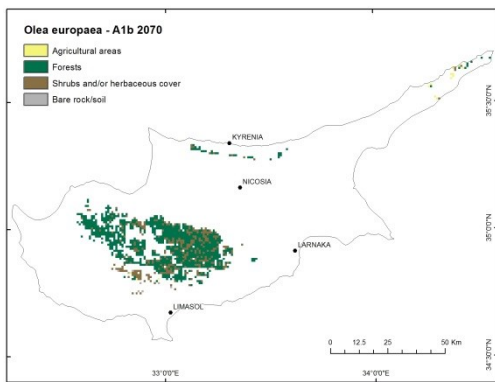 Olea europaea - A1b 2070
Agricultural areas
Forests
Shrubs and/or herbaceous cover
Bare rock/soil
KYRENIA
NICOSIA
LARNAKA
LIMASOL
35°30'0"N
35°0'0"N
34°30'0"N
0 12.5 25 50 Km
33°0'0"E
34°0'0"E